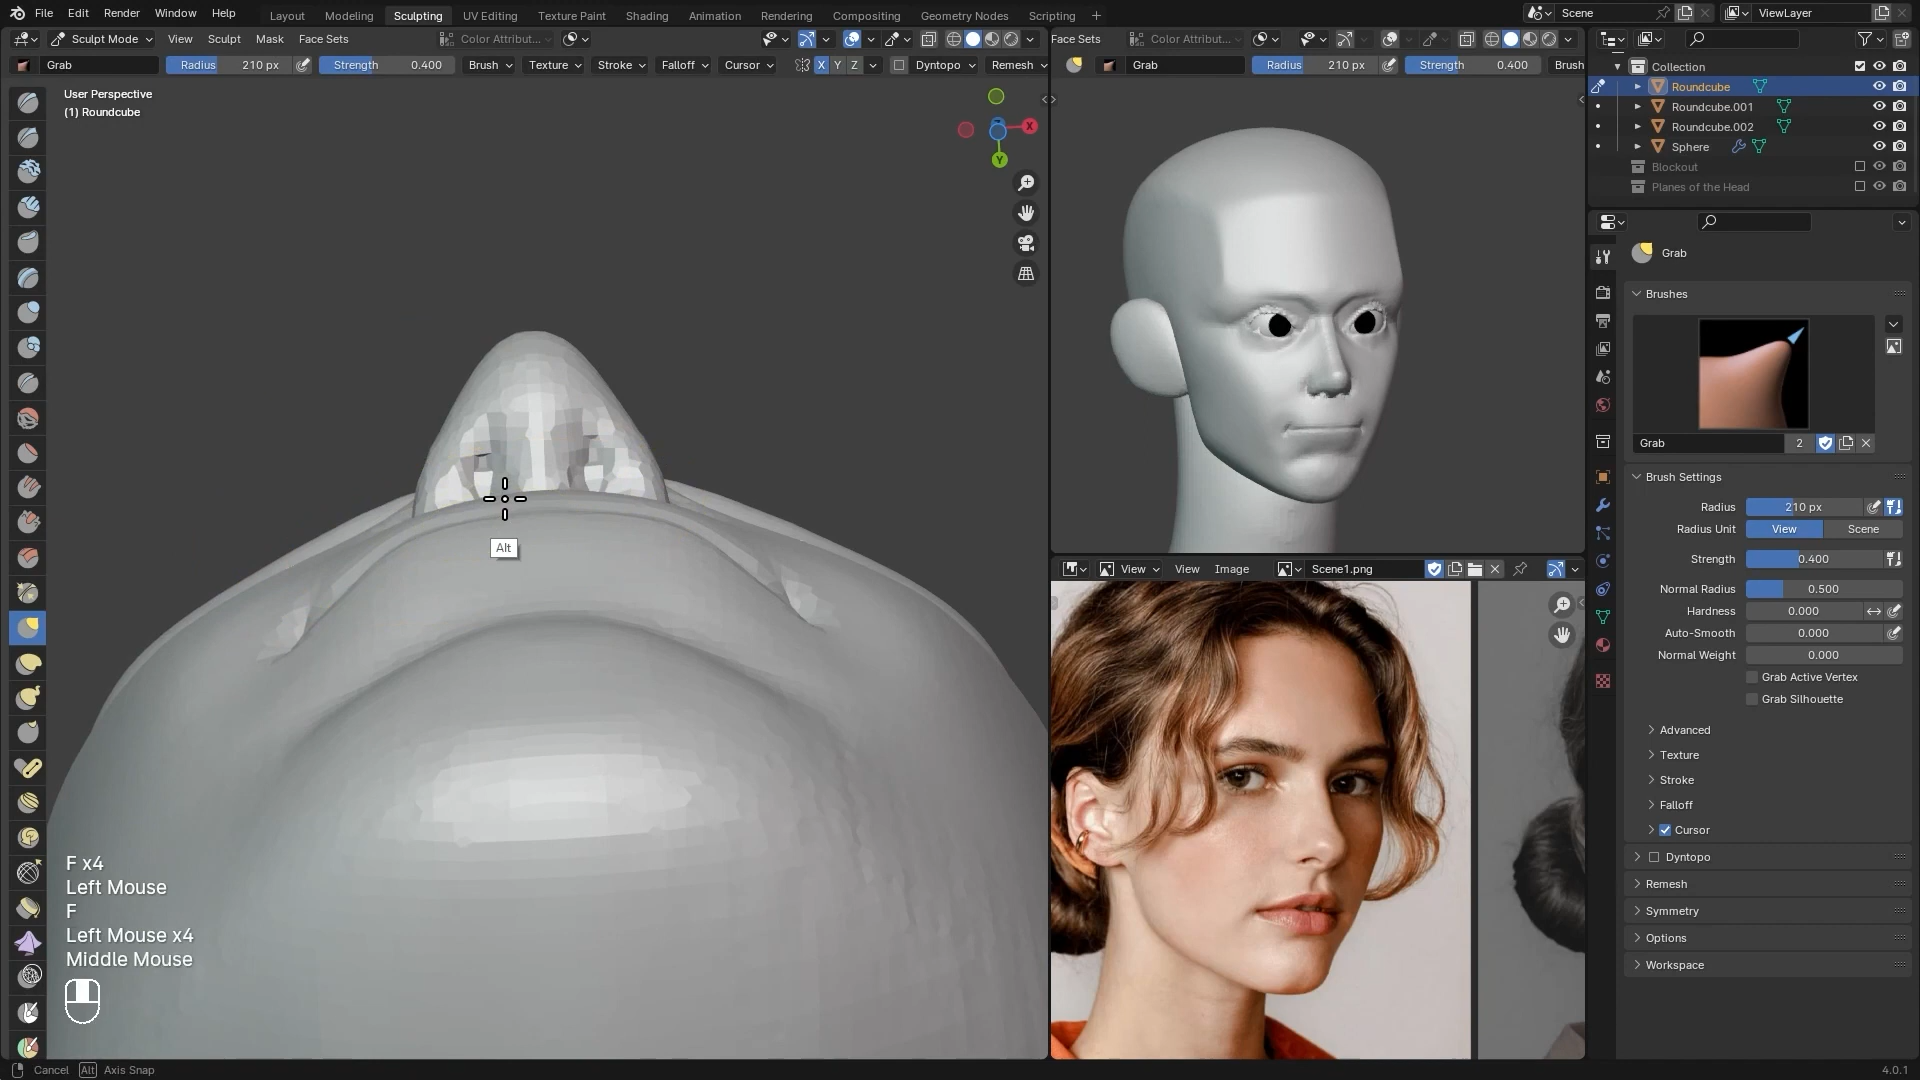 File Edit Render Window Help
Layout Modeling Sculpting UV Editing Texture Paint Shading Animation Rendering Compositing Geometry Nodes Scripting +
Scene
ViewLayer
Sculpt Mode View Sculpt Mask Face Sets Color Attribut...
Face Sets Color Attribut...
Grab Radius 210 px Strength 0.400 Brush Texture Stroke Falloff Cursor X Y Z Dyntopo Remesh
Grab Radius 210 px Strength 0.400 Brush
User Perspective
(1) Roundcube
X
Y
Alt
F x4
Left Mouse
F
Left Mouse x4
Middle Mouse
View View Image Scene1.png
Collection
Roundcube
Roundcube.001
Roundcube.002
Sphere
Blockout
Planes of the Head
Grab
Brushes
Grab 2
Brush Settings
Radius 210 px
Radius Unit View Scene
Strength 0.400
Normal Radius 0.500
Hardness 0.000
Auto-Smooth 0.000
Normal Weight 0.000
Grab Active Vertex
Grab Silhouette
Advanced
Texture
Stroke
Falloff
Cursor
Dyntopo
Remesh
Symmetry
Options
Workspace
Cancel Alt Axis Snap
4.0.1